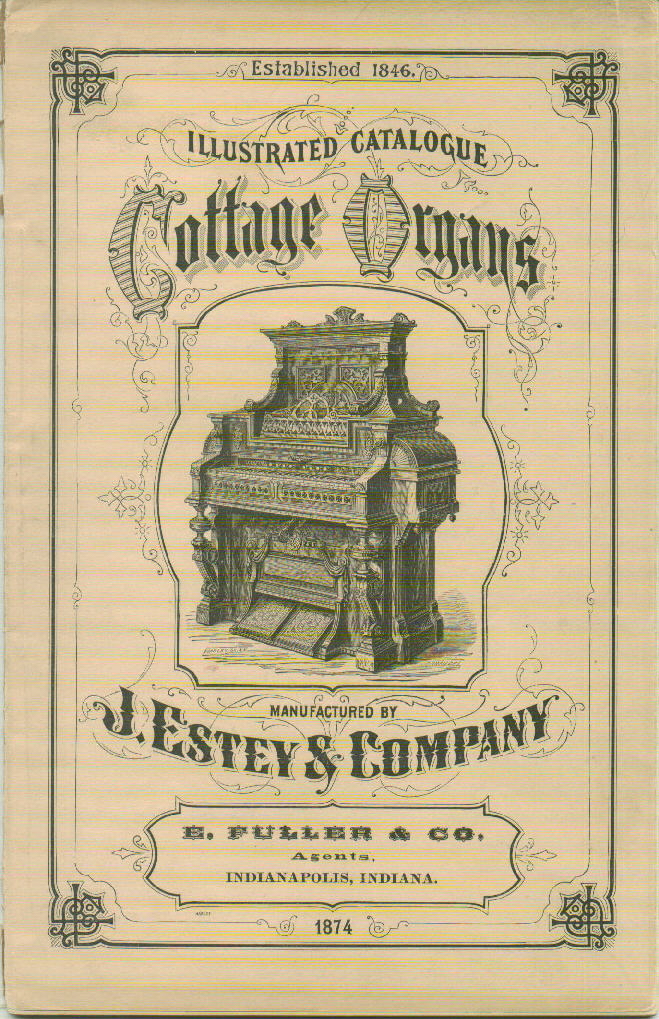 Established 1846.
ILLUSTRATED CATALOGUE
Cottage Organs
MANUFACTURED BY
J. ESTEY & COMPANY
E. FULLER & CO.
Agents,
INDIANAPOLIS, INDIANA.
1874